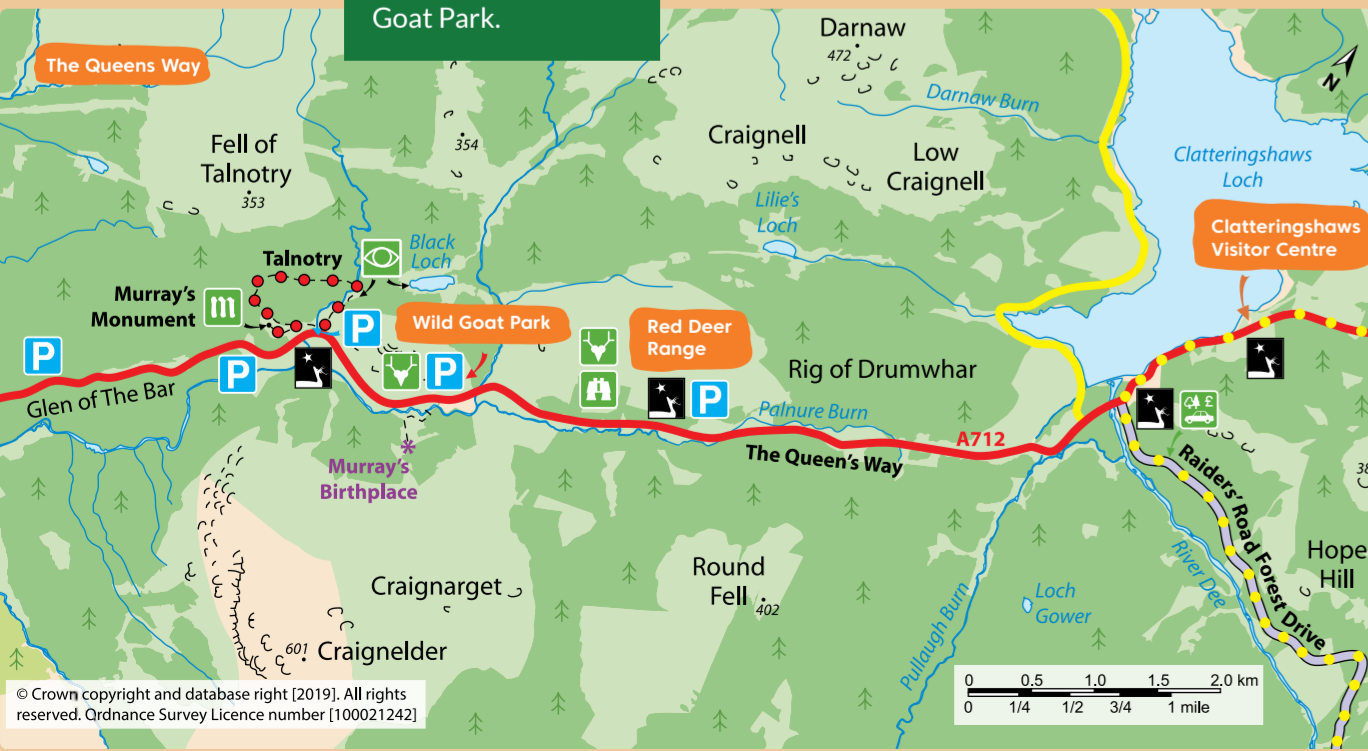 Goat Park.
The Queens Way
Darnaw
472
N
Darnaw Burn
Fell of
Talnotry
353
354
Craignell
Low
Craignell
Clatteringshaws
Loch
Lilie's
Loch
Clatteringshaws
Visitor Centre
Talnotry
Black
Loch
Murray's
Monument
m
P
Wild Goat Park
Red Deer
Range
P
P
P
P
Rig of Drumwhar
Glen of The Bar
Palnure Burn
£
A712
The Queen's Way
Murray's
Birthplace
Raiders' Road Forest Drive
38
River Dee
Hope
Hill
Craignarget
Round
Fell
402
Loch
Gower
Pullaugh Burn
601
Craignelder
© Crown copyright and database right [2019]. All rights
reserved. Ordnance Survey Licence number [100021242]
0 0.5 1.0 1.5 2.0 km
0 1/4 1/2 3/4 1 mile